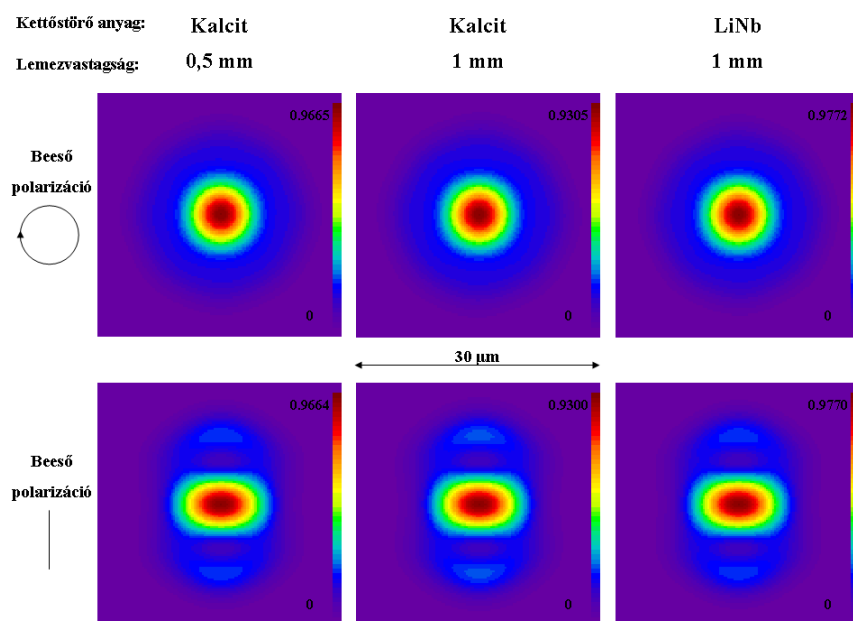 Kettőstörő anyag: Kalcit Kalcit LiNb
Lemezvastagság: 0,5 mm 1 mm 1 mm
0.9665 0.9305 0.9772
Beeső
polarizáció
0 0 0
30 μm
0.9664 0.9300 0.9770
Beeső
polarizáció
0 0 0